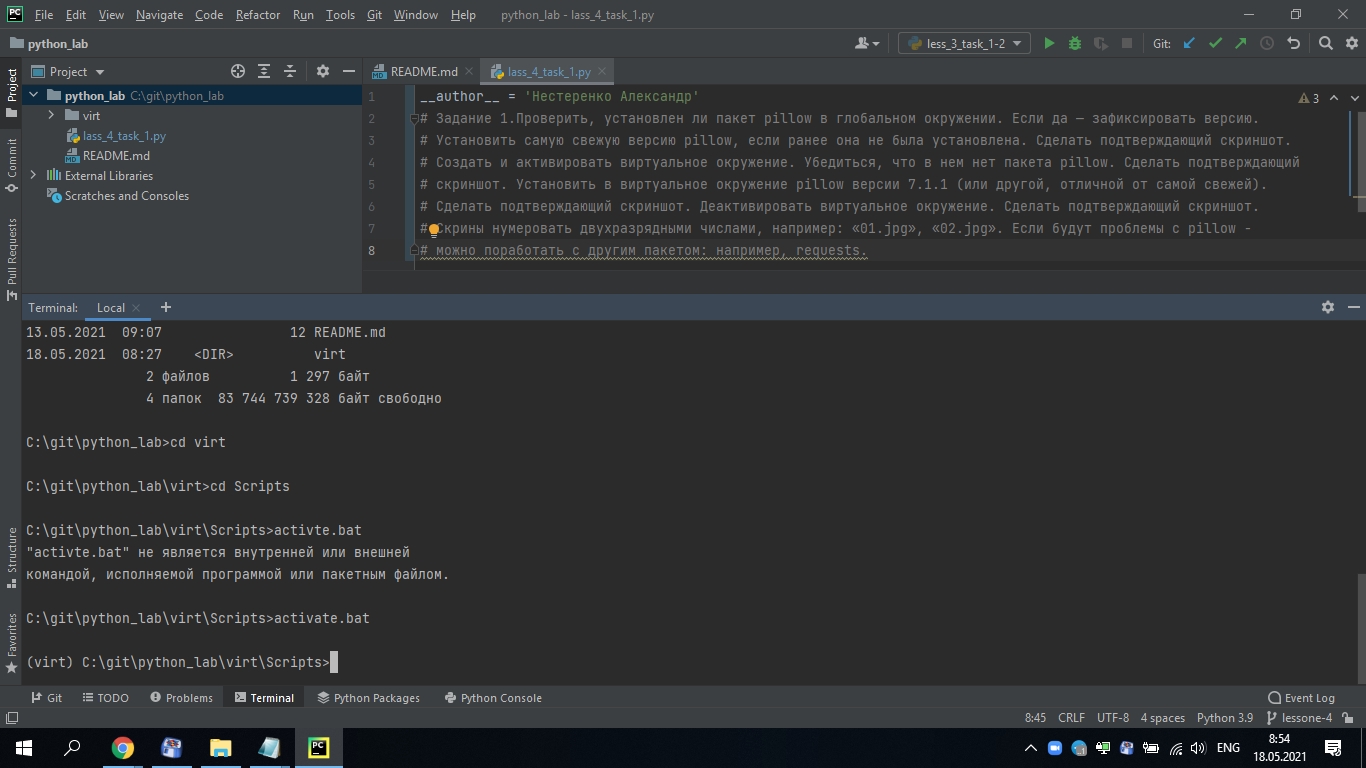 File Edit View Navigate Code Refactor Run Tools Git Window Help python_lab - lass_4_task_1.py
python_lab
less_3_task_1-2
Git:
Project
README.md
lass_4_task_1.py
python_lab C:\git\python_lab
virt
lass_4_task_1.py
README.md
External Libraries
Scratches and Consoles
Project
Commit
Pull Requests
Structure
Favorites
3
1 __author__ = 'Нестеренко Александр'
2 # Задание 1.Проверить, установлен ли пакет pillow в глобальном окружении. Если да — зафиксировать версию.
3 # Установить самую свежую версию pillow, если ранее она не была установлена. Сделать подтверждающий скриншот.
4 # Создать и активировать виртуальное окружение. Убедиться, что в нем нет пакета pillow. Сделать подтверждающий
5 # скриншот. Установить в виртуальное окружение pillow версии 7.1.1 (или другой, отличной от самой свежей).
6 # Сделать подтверждающий скриншот. Деактивировать виртуальное окружение. Сделать подтверждающий скриншот.
7 # Скрины нумеровать двухразрядными числами, например: «01.jpg», «02.jpg». Если будут проблемы с pillow -
8 # можно поработать с другим пакетом: например, requests.
Terminal: Local
13.05.2021 09:07 12 README.md
18.05.2021 08:27 <DIR> virt
2 файлов 1 297 байт
4 папок 83 744 739 328 байт свободно
C:\git\python_lab>cd virt
C:\git\python_lab\virt>cd Scripts
C:\git\python_lab\virt\Scripts>activte.bat
"activte.bat" не является внутренней или внешней
командой, исполняемой программой или пакетным файлом.
C:\git\python_lab\virt\Scripts>activate.bat
(virt) C:\git\python_lab\virt\Scripts>
Git TODO Problems Terminal Python Packages Python Console Event Log
8:45 CRLF UTF-8 4 spaces Python 3.9 lessone-4
ENG
8:54
18.05.2021